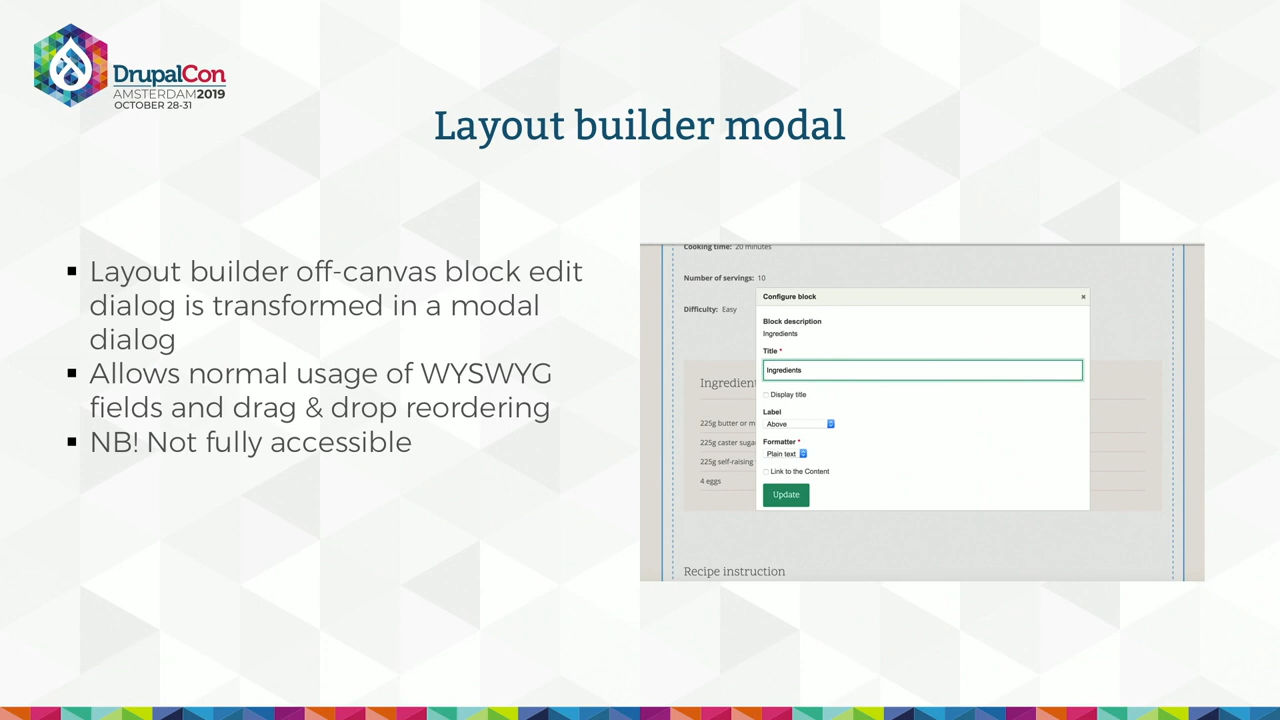 DrupalCon
AMSTERDAM2019
OCTOBER 28-31
Layout builder modal
Layout builder off-canvas block edit
dialog is transformed in a modal
dialog
Allows normal usage of WYSWYG
fields and drag & drop reordering
NB! Not fully accessible
Cooking time: 20 minutes
Number of servings: 10
Difficulty: Easy
Configure block
Block description
Ingredients
Title *
Ingredients
Display title
Label
Above
Formatter *
Plain text
Link to the Content
Update
Ingredien
225g butter or m
225g caster suga
225g self-raising
4 eggs
Recipe instruction